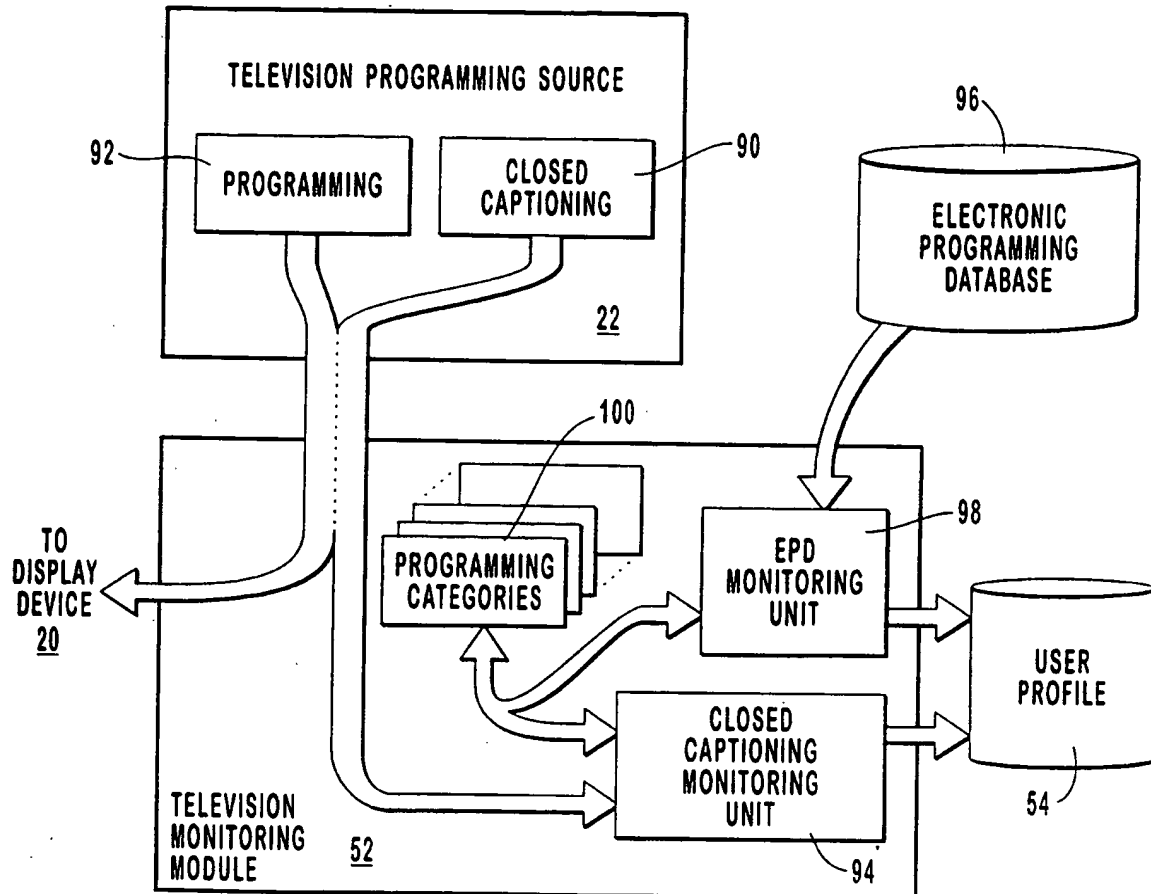 TELEVISION PROGRAMMING SOURCE
92
PROGRAMMING
90
CLOSED
CAPTIONING
22
96
ELECTRONIC
PROGRAMMING
DATABASE
100
PROGRAMMING
CATEGORIES
98
EPD
MONITORING
UNIT
TO
DISPLAY
DEVICE
20
USER
PROFILE
54
CLOSED
CAPTIONING
MONITORING
UNIT
94
TELEVISION
MONITORING
MODULE
52